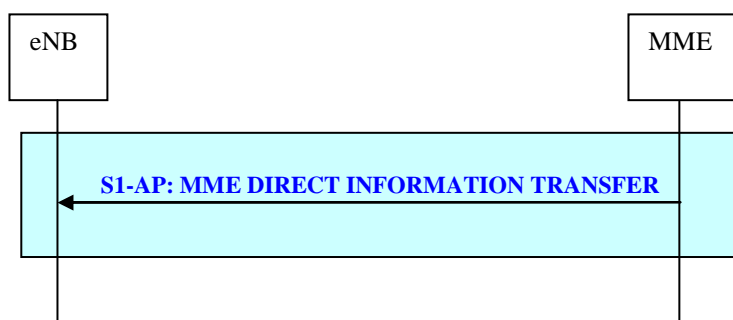 eNB
MME
S1-AP: MME DIRECT INFORMATION TRANSFER